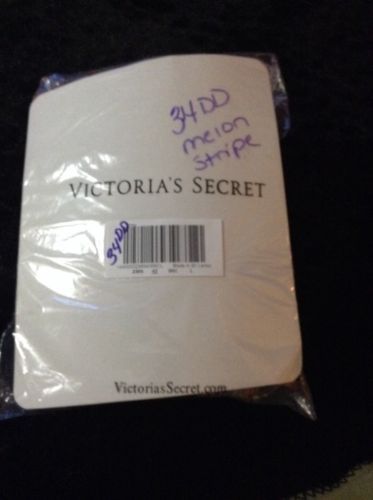 34DD
melon
stripe
VICTORIA'S SECRET
34DD
VictoriasSecret.com